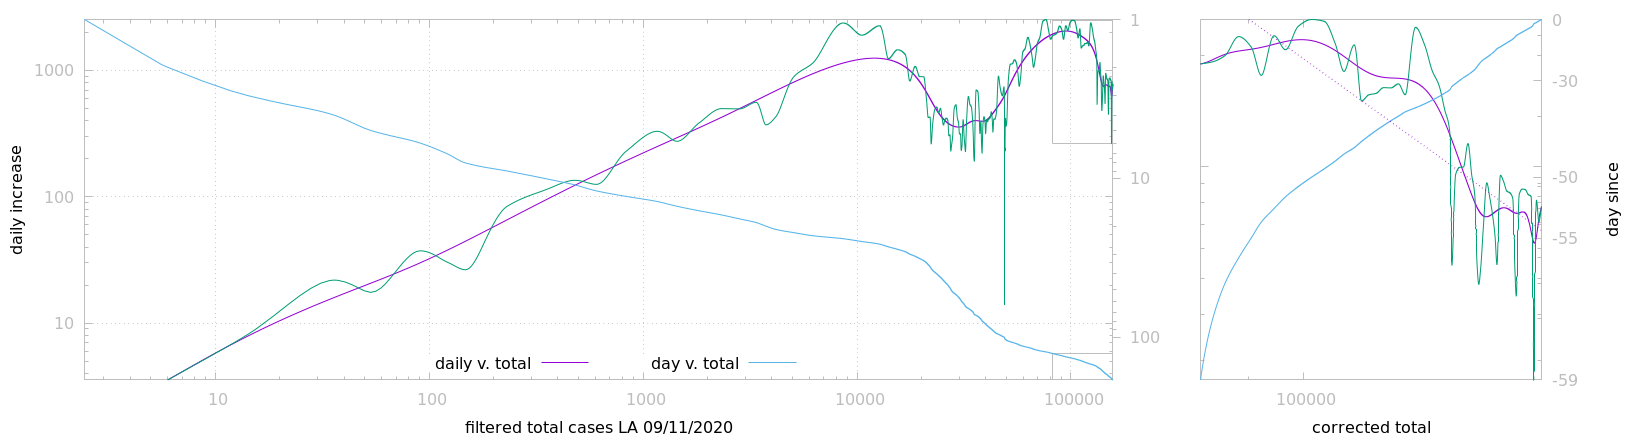 daily increase
1000
100
10
10
100
1000
10000
100000
1
10
100
daily v. total
day v. total
filtered total cases LA 09/11/2020
0
-30
-50
-55
-59
day since
100000
corrected total